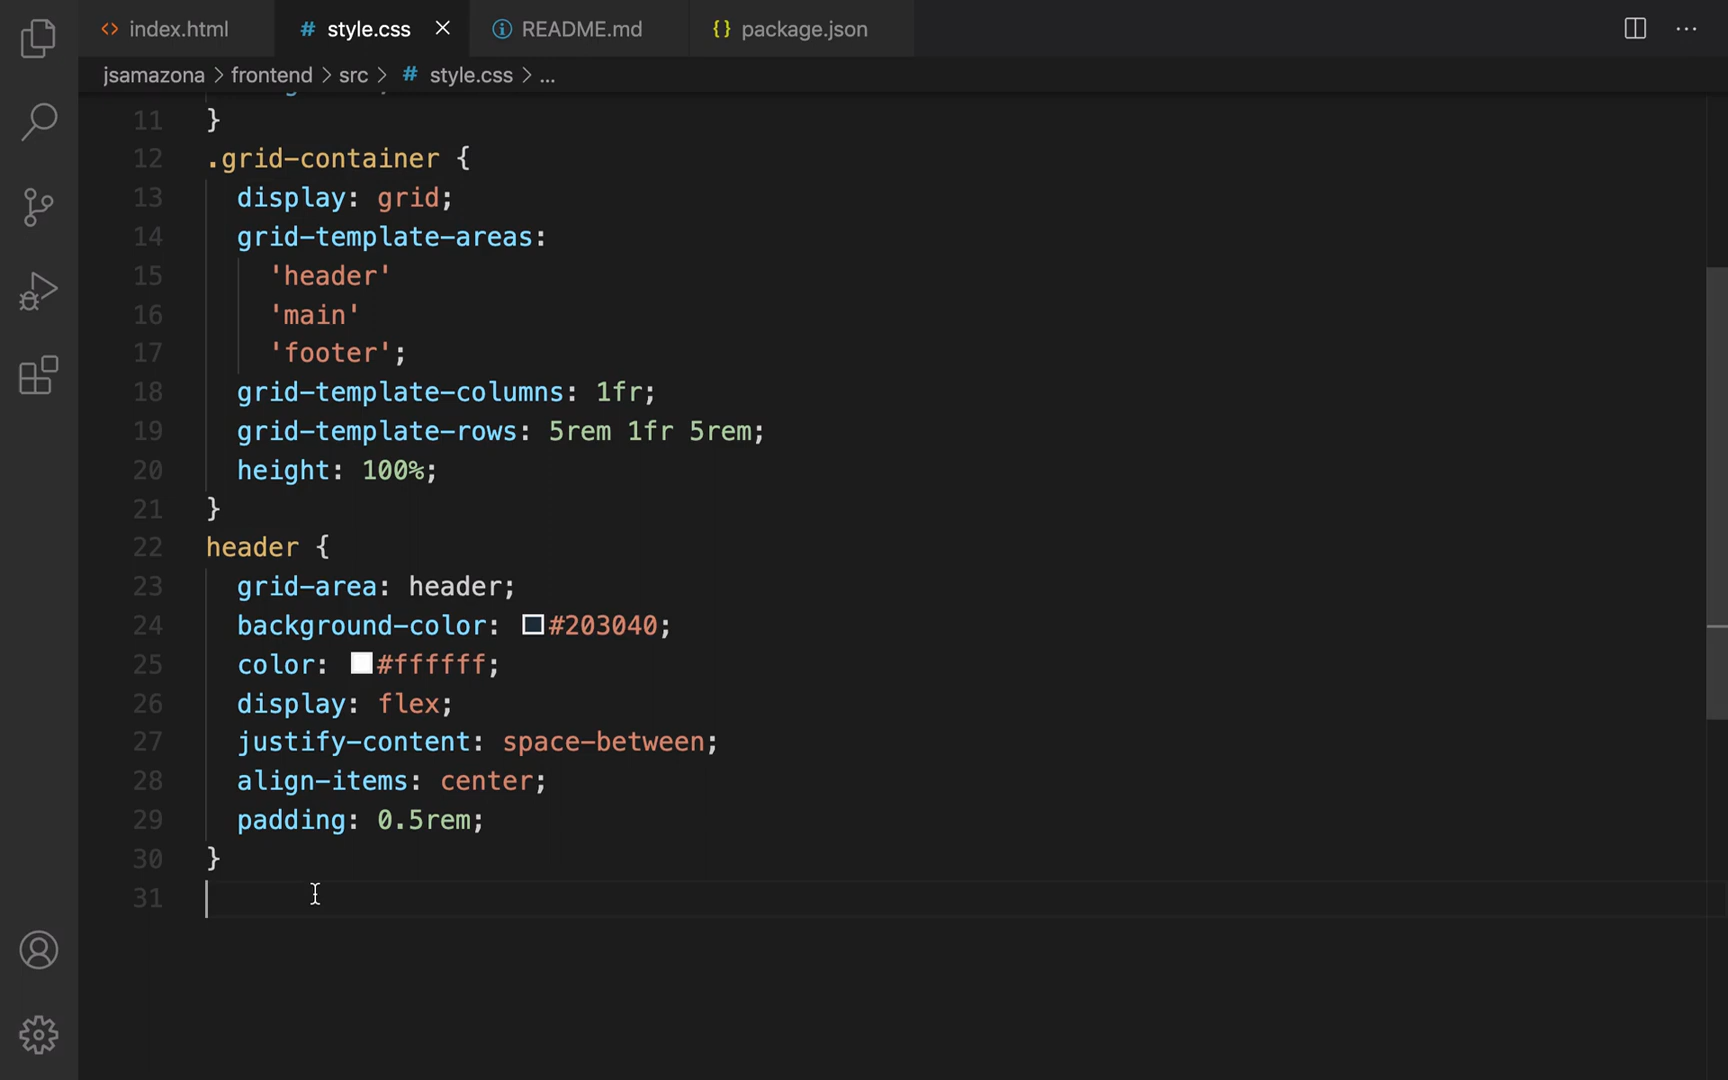 index.html style.css README.md package.json
jsamazona > frontend > src > # style.css > ...
11 }
12 .grid-container {
13 display: grid;
14 grid-template-areas:
15 'header'
16 'main'
17 'footer';
18 grid-template-columns: 1fr;
19 grid-template-rows: 5rem 1fr 5rem;
20 height: 100%;
21 }
22 header {
23 grid-area: header;
24 background-color: #203040;
25 color: #ffffff;
26 display: flex;
27 justify-content: space-between;
28 align-items: center;
29 padding: 0.5rem;
30 }
31